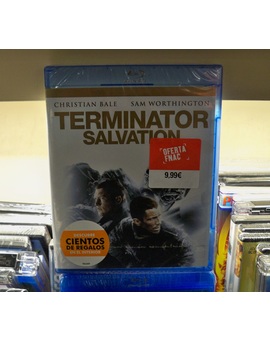 CHRISTIAN BALE SAM WORTHINGTON
TERMINATOR
SALVATION
OFERTA
FNAC
9.99€
CIENTOS
DE REGALOS